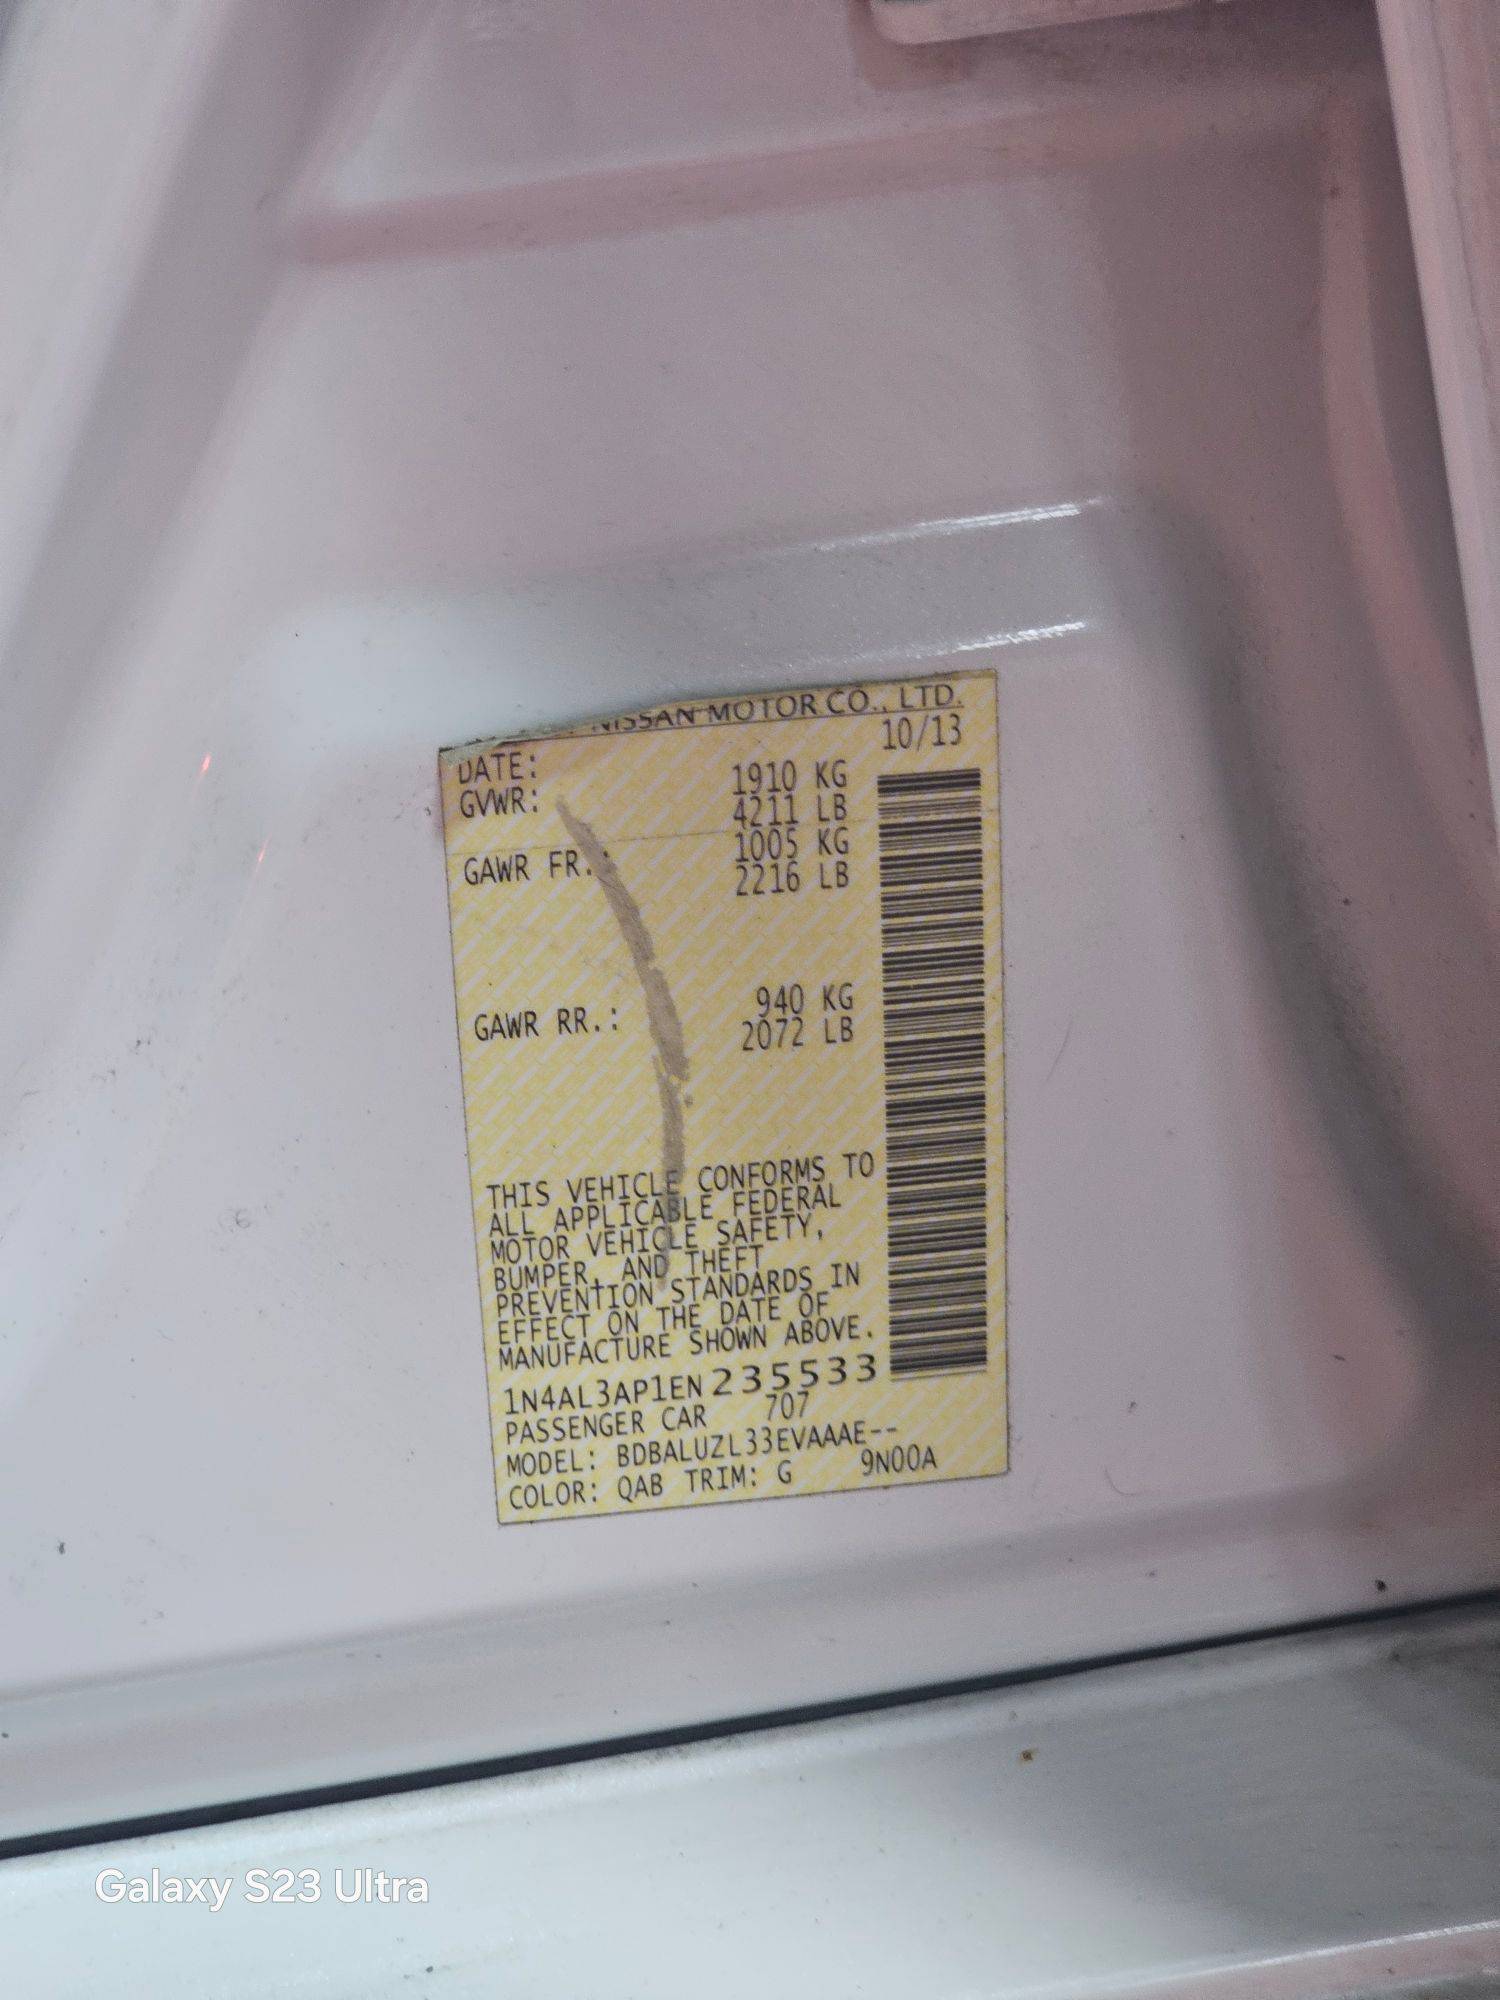 NISSAN MOTOR CO., LTD.
DATE: 10/13
GVWR: 1910 KG
4211 LB
GAWR FR.: 1005 KG
2216 LB
GAWR RR.: 940 KG
2072 LB
THIS VEHICLE CONFORMS TO
ALL APPLICABLE FEDERAL
MOTOR VEHICLE SAFETY,
BUMPER, AND THEFT
PREVENTION STANDARDS IN
EFFECT ON THE DATE OF
MANUFACTURE SHOWN ABOVE.
1N4AL3AP1EN235533
PASSENGER CAR 707
MODEL: BDBALUZL33EVAAAE--
COLOR: QAB TRIM: G 9N00A
Galaxy S23 Ultra